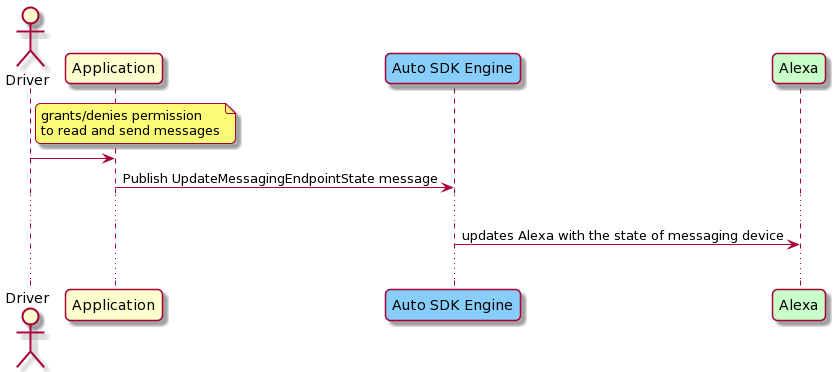 Driver
Application
Auto SDK Engine
Alexa
grants/denies permission
to read and send messages
Publish UpdateMessagingEndpointState message
updates Alexa with the state of messaging device
Driver
Application
Auto SDK Engine
Alexa